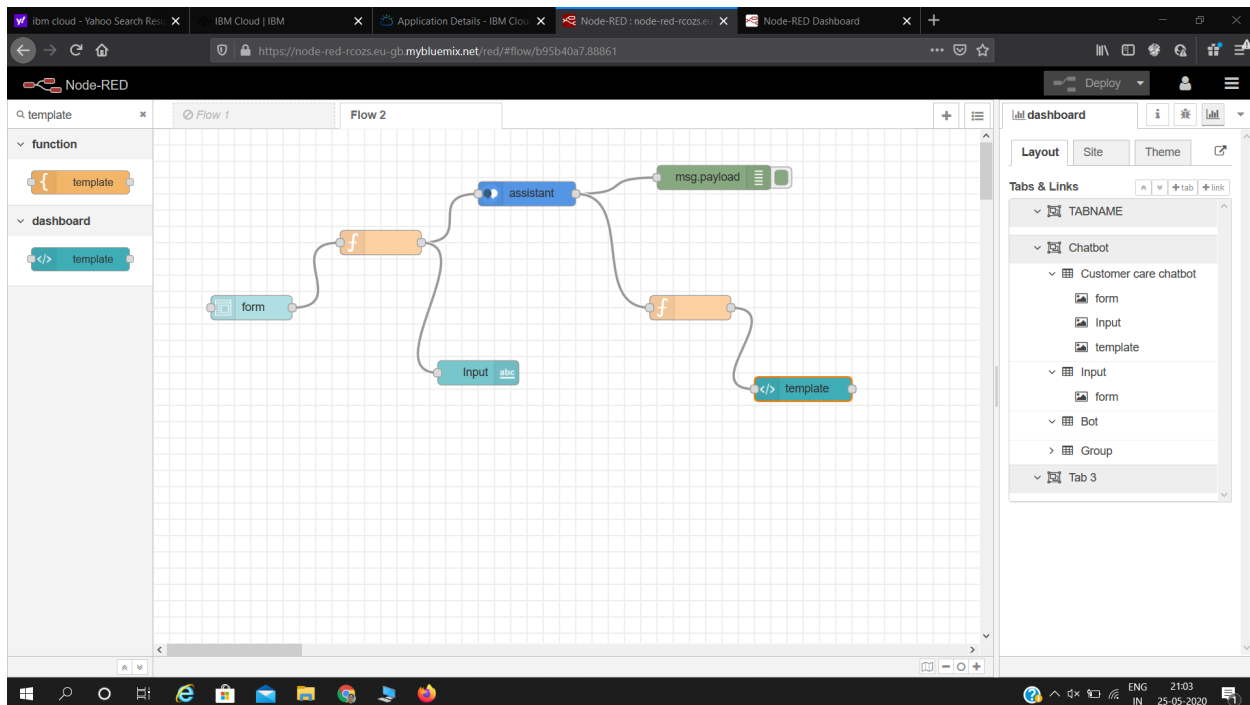 ibm cloud - Yahoo Search Resu
IBM Cloud | IBM
Application Details - IBM Clou
Node-RED : node-red-rcozs.eu
Node-RED Dashboard
https://node-red-rcozs.eu-gb.mybluemix.net/red/#flow/b95b40a7.88861
Node-RED
Deploy
template
Flow 1
Flow 2
dashboard
i
function
template
dashboard
template
assistant
msg.payload
form
Input
abc
template
Layout
Site
Theme
Tabs & Links
+tab
+link
TABNAME
Chatbot
Customer care chatbot
form
Input
template
Input
form
Bot
Group
Tab 3
ENG
IN
21:03
25-05-2020